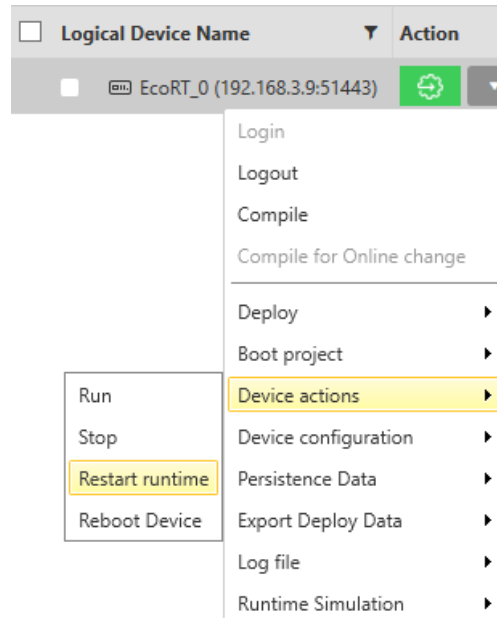 Logical Device Name Action
EcoRT_0 (192.168.3.9:51443)
Login
Logout
Compile
Compile for Online change
Deploy
Boot project
Device actions
Run
Stop
Restart runtime
Reboot Device
Device configuration
Persistence Data
Export Deploy Data
Log file
Runtime Simulation